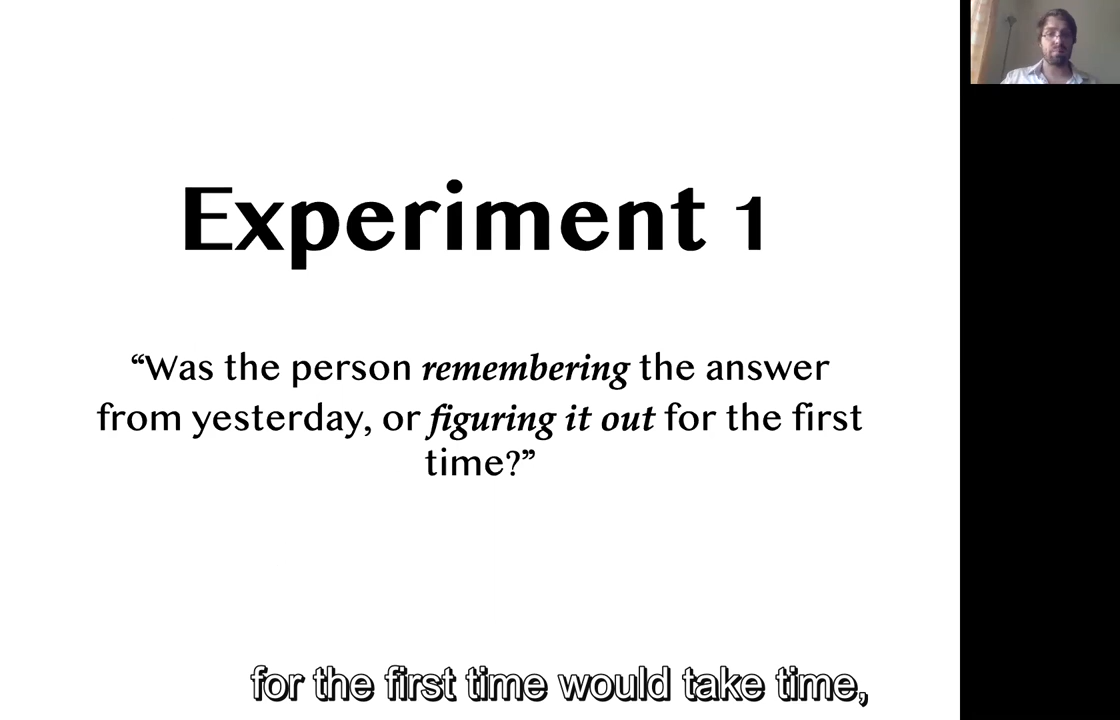 Experiment 1
“Was the person remembering the answer
from yesterday, or figuring it out for the first
time?”
for the first time would take time,